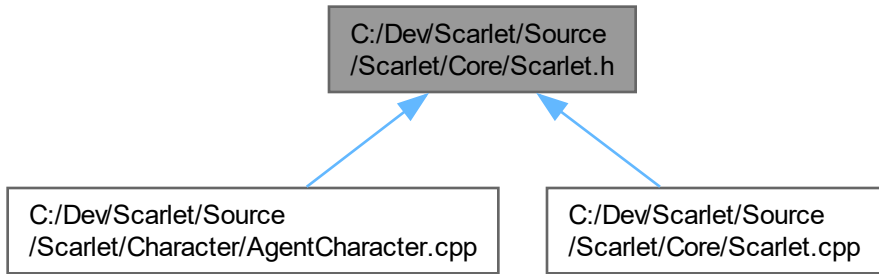 C:/Dev/Scarlet/Source
/Scarlet/Core/Scarlet.h
C:/Dev/Scarlet/Source
/Scarlet/Character/AgentCharacter.cpp
C:/Dev/Scarlet/Source
/Scarlet/Core/Scarlet.cpp